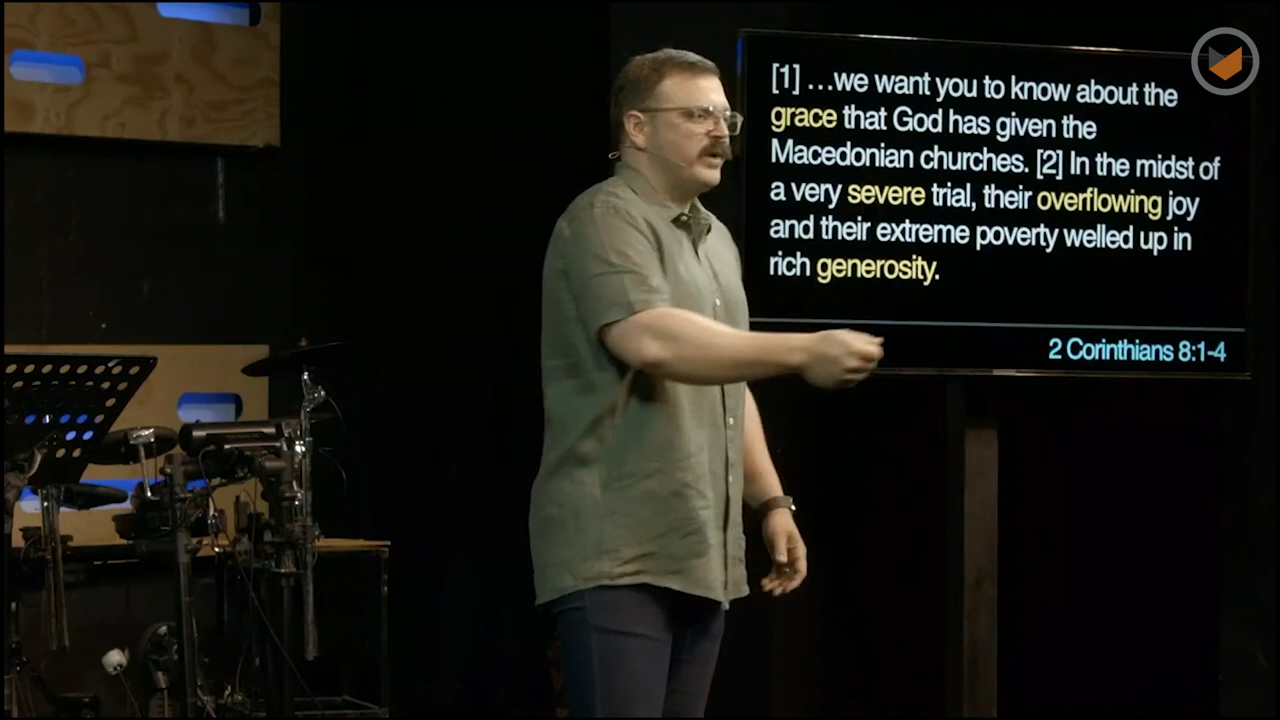 [1] …we want you to know about the
grace that God has given the
Macedonian churches. [2] In the midst of
a very severe trial, their overflowing joy
and their extreme poverty welled up in
rich generosity.
2 Corinthians 8:1-4